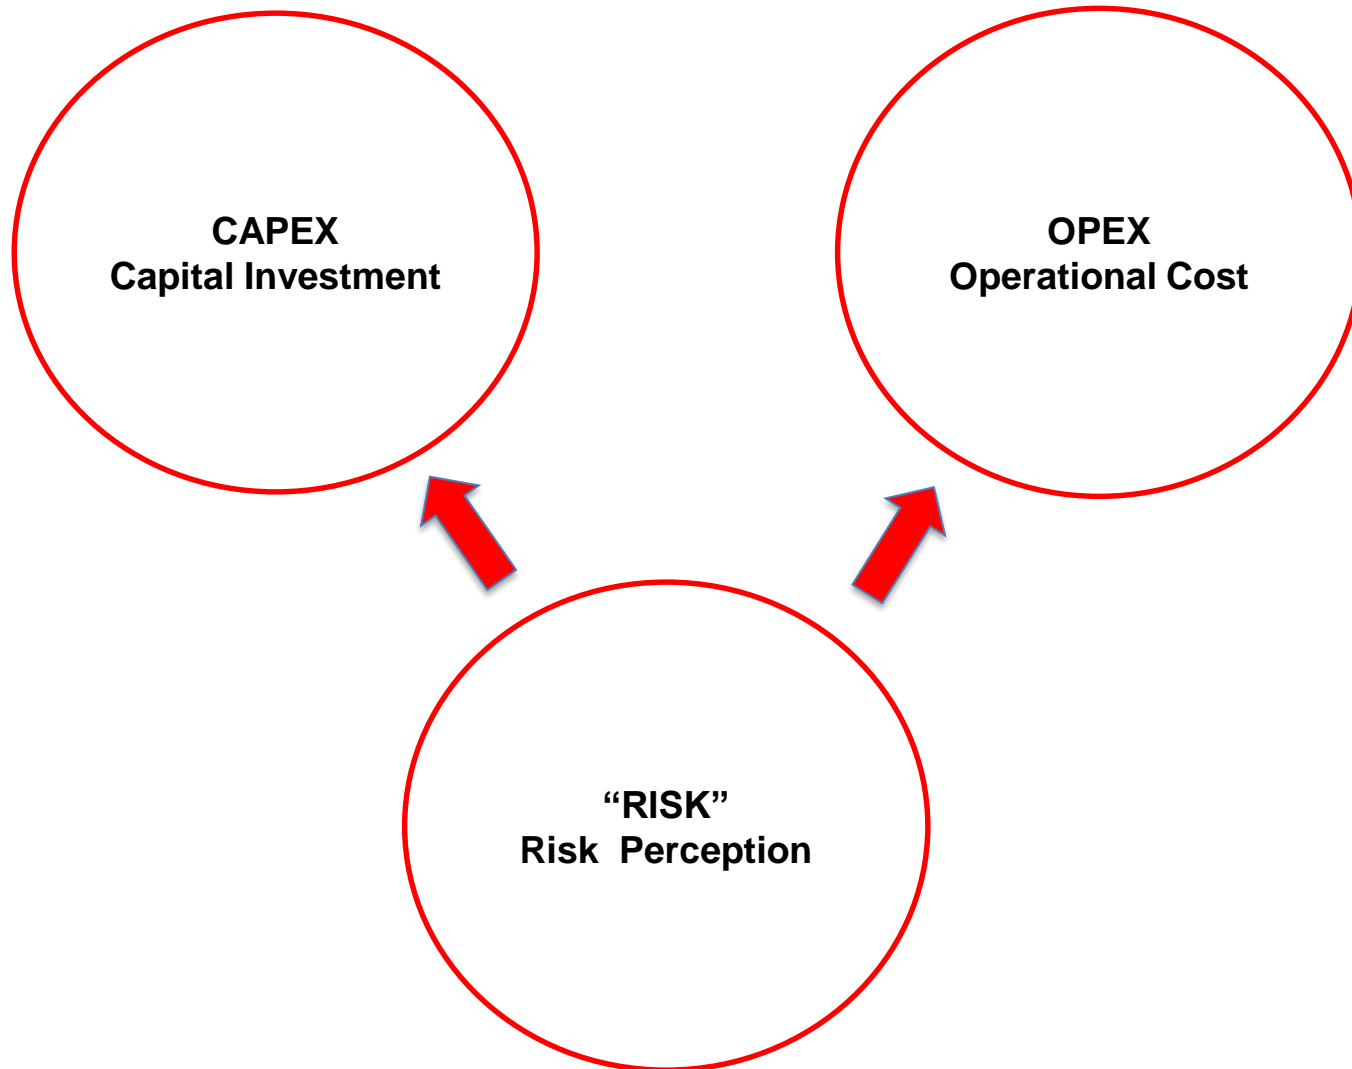 CAPEX
Capital Investment
OPEX
Operational Cost
“RISK”
Risk  Perception